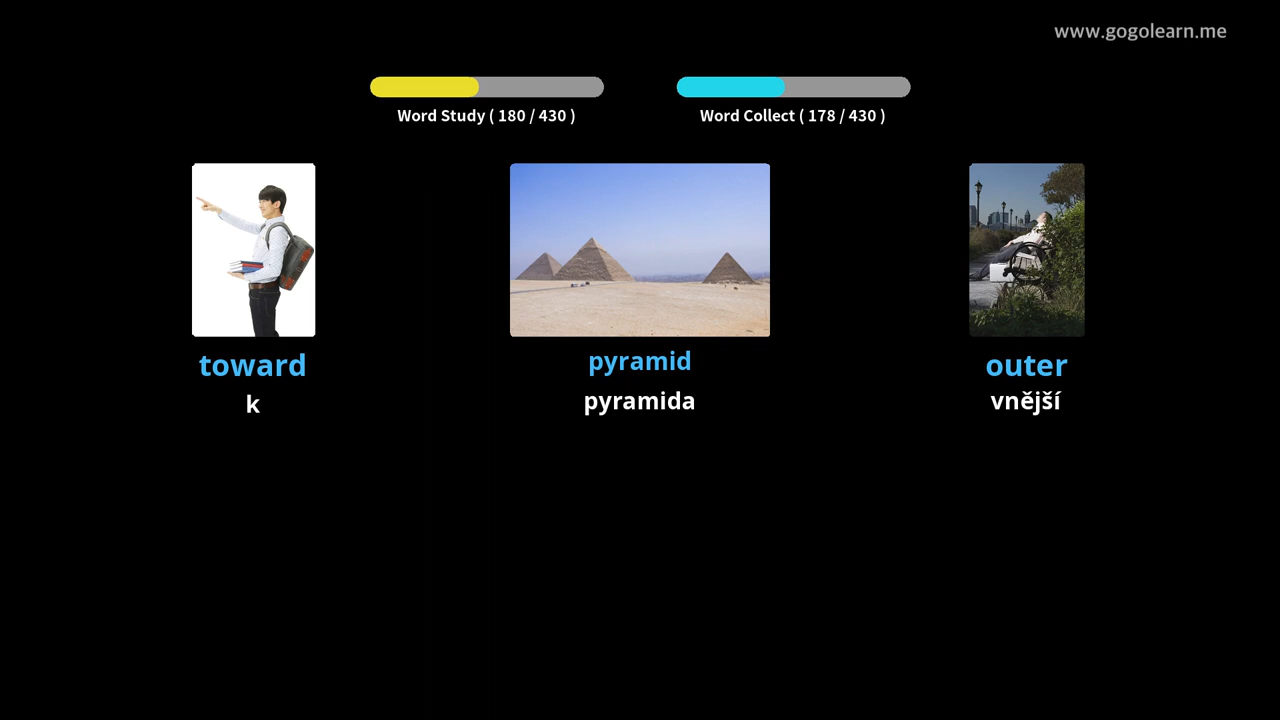 www.gogolearn.me
Word Study ( 180 / 430 )
Word Collect ( 178 / 430 )
toward
k
pyramid
pyramida
outer
vnější